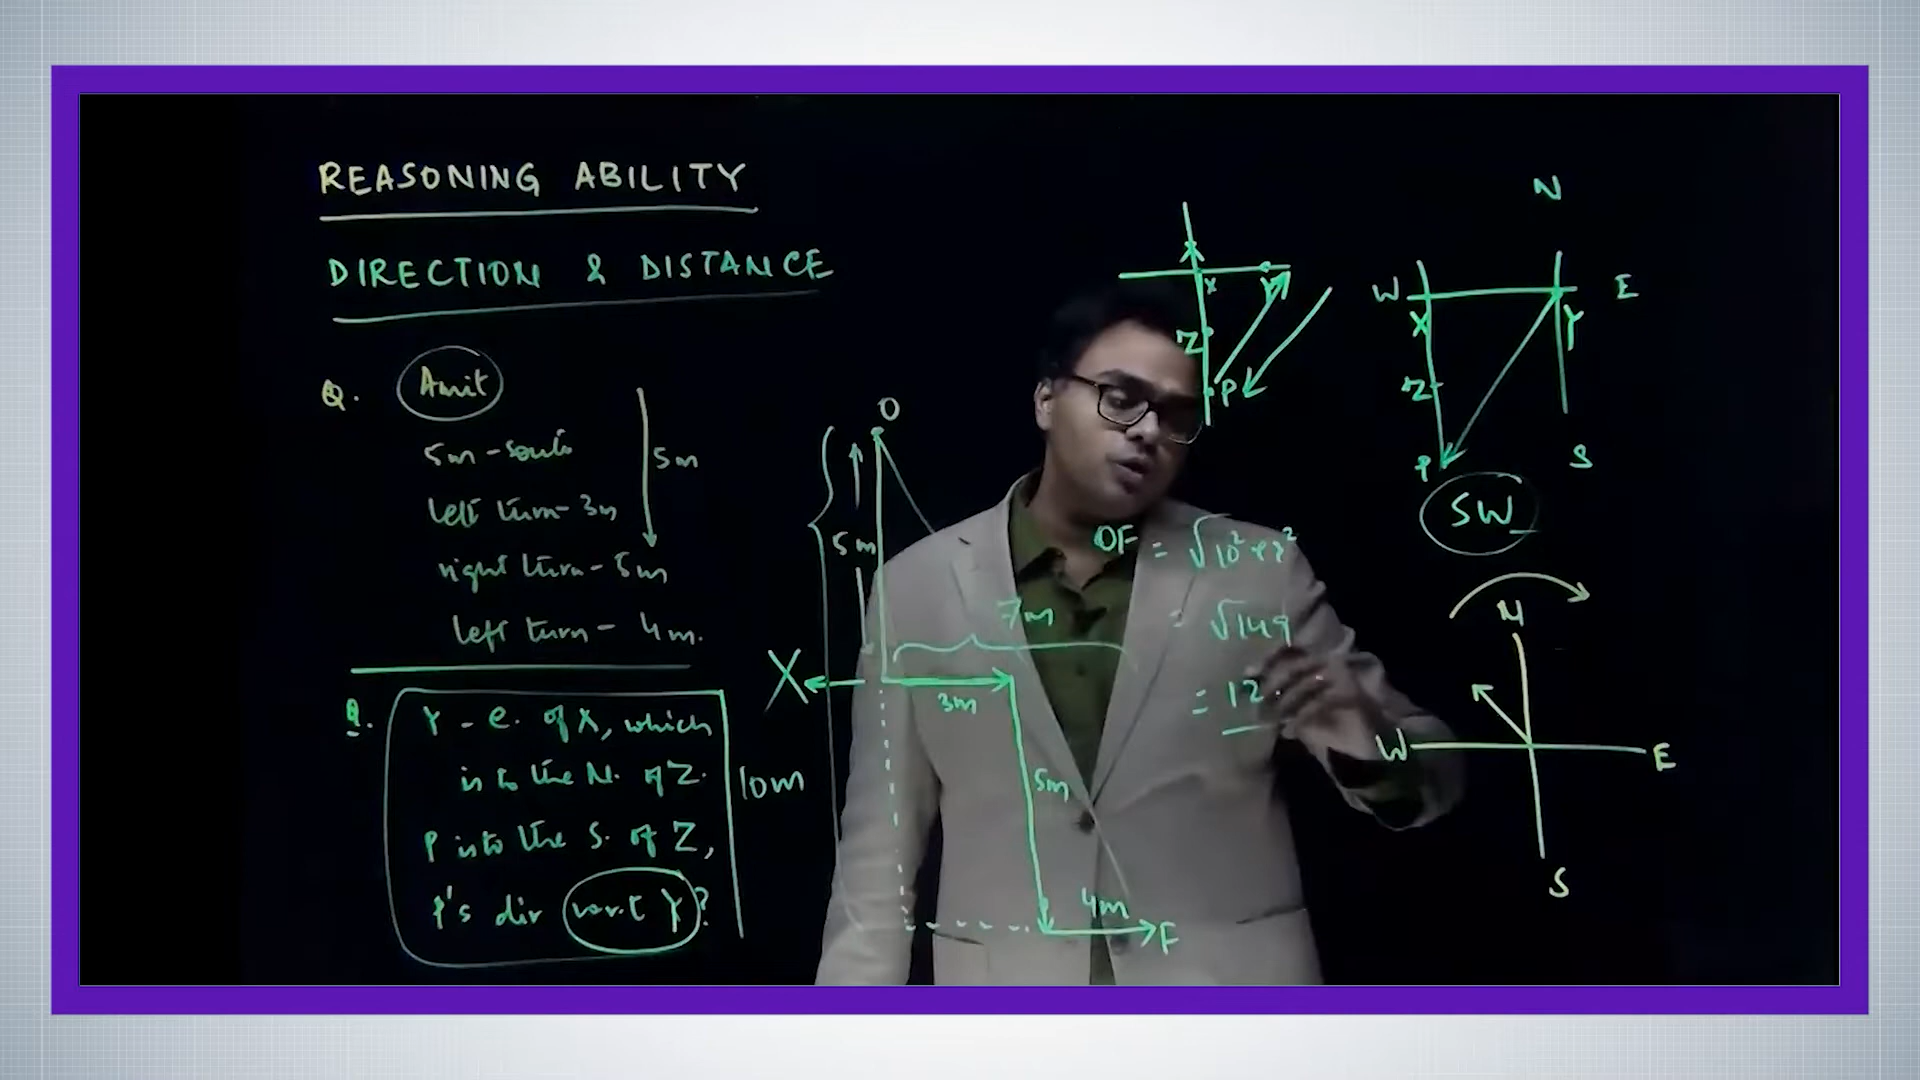 REASONING ABILITY
DIRECTION & DISTANCE
Q. Amit
5m - south
left turn - 3m
right turn - 5m
left turn - 4m.
5m
Q. Y - e. of X, which
is to the N. of Z.
P is to the S. of Z,
P's dir w.r.t Y?
O
5m
10m
X
3m
7m
5m
4m
F
OF = √10²+7²
= √149
= 12.
X
Y
Z
P
N
W
E
X
Y
Z
P
S
SW
N
W
E
S